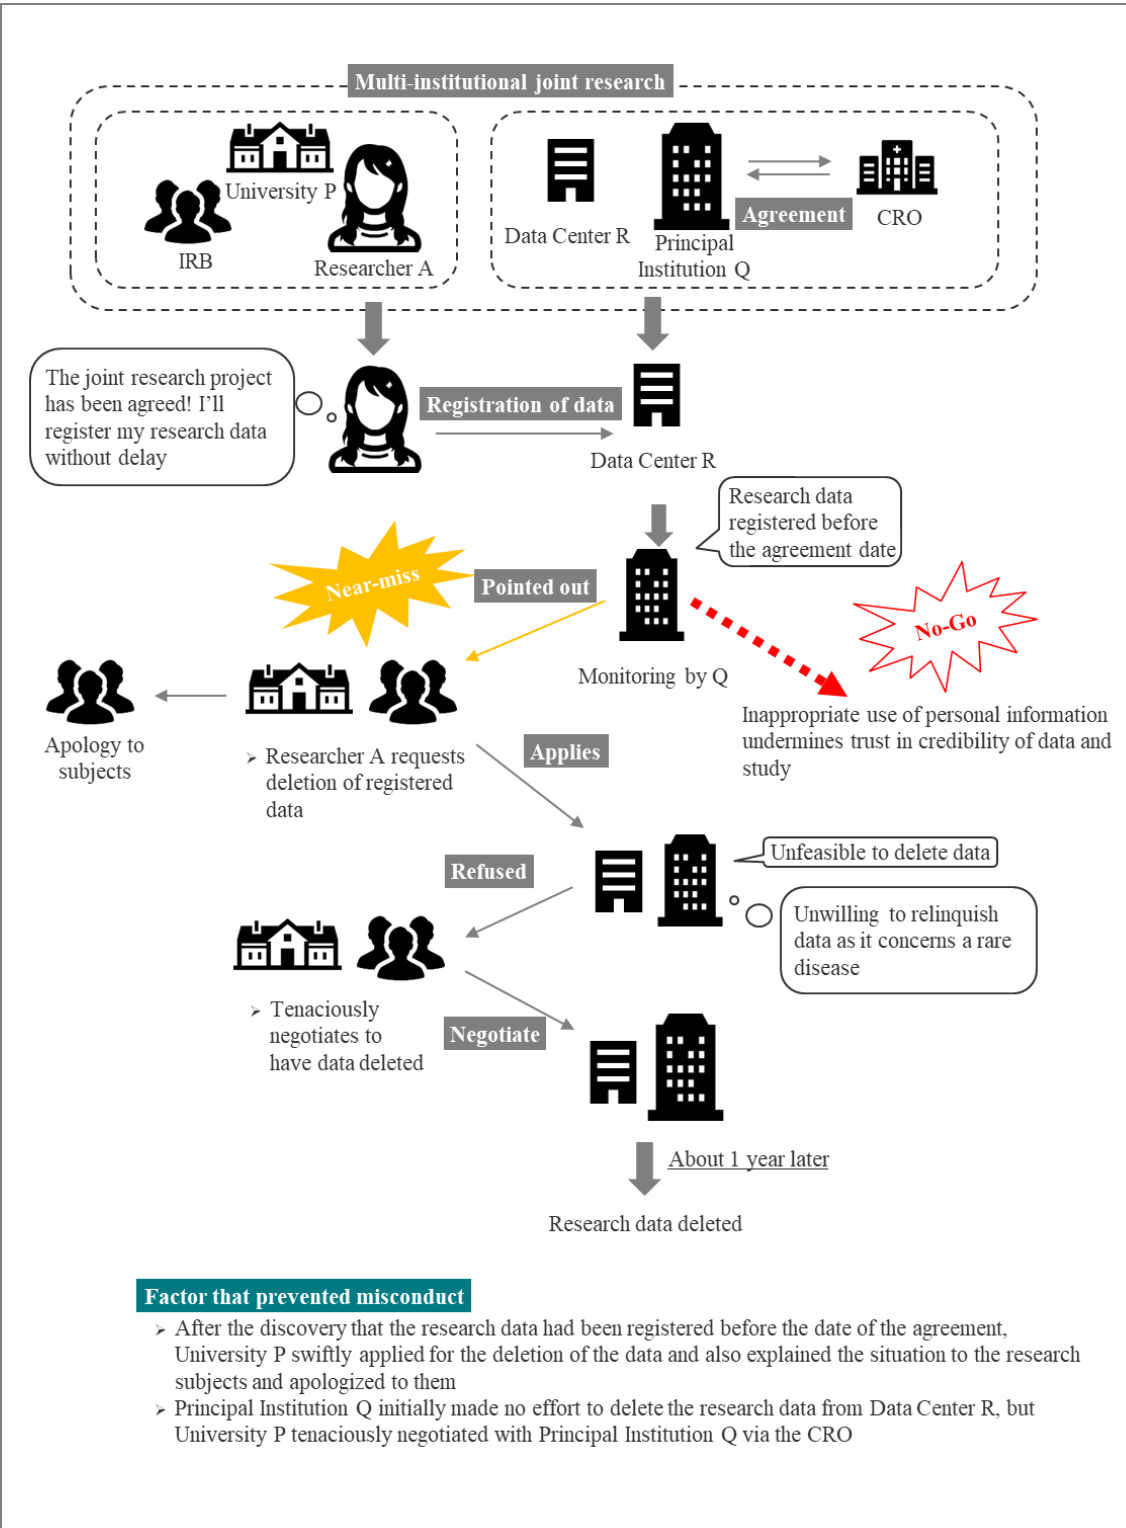 Multi-institutional joint research
University P
IRB
Researcher A
Data Center R
Principal
Institution Q
Agreement
CRO
The joint research project
has been agreed! I’ll
register my research data
without delay
Registration of data
Data Center R
Research data
registered before
the agreement date
Near-miss
Pointed out
No-Go
Monitoring by Q
Inappropriate use of personal information
undermines trust in credibility of data and
study
Apology to
subjects
➢ Researcher A requests
deletion of registered
data
Applies
Refused
Unfeasible to delete data
Unwilling to relinquish
data as it concerns a rare
disease
➢ Tenaciously
negotiates to
have data deleted
Negotiate
About 1 year later
Research data deleted
Factor that prevented misconduct
➢ After the discovery that the research data had been registered before the date of the agreement,
University P swiftly applied for the deletion of the data and also explained the situation to the research
subjects and apologized to them
➢ Principal Institution Q initially made no effort to delete the research data from Data Center R, but
University P tenaciously negotiated with Principal Institution Q via the CRO